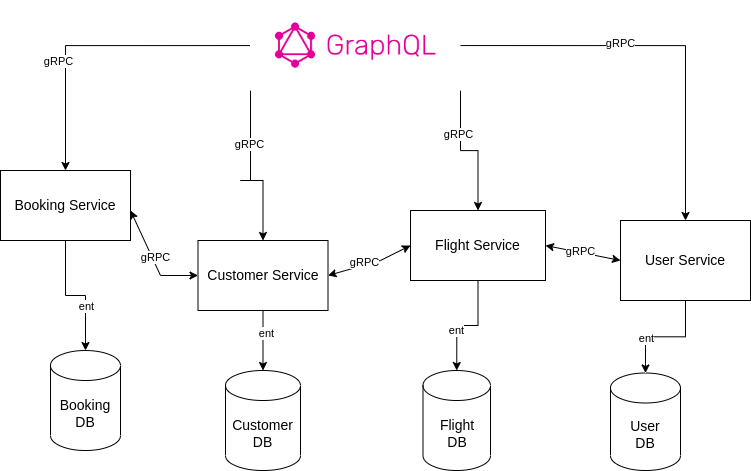 GraphQL
gRPC
gRPC
gRPC
gRPC
Booking Service
Customer Service
Flight Service
User Service
gRPC
gRPC
gRPC
ent
ent
ent
ent
Booking
DB
Customer
DB
Flight
DB
User
DB